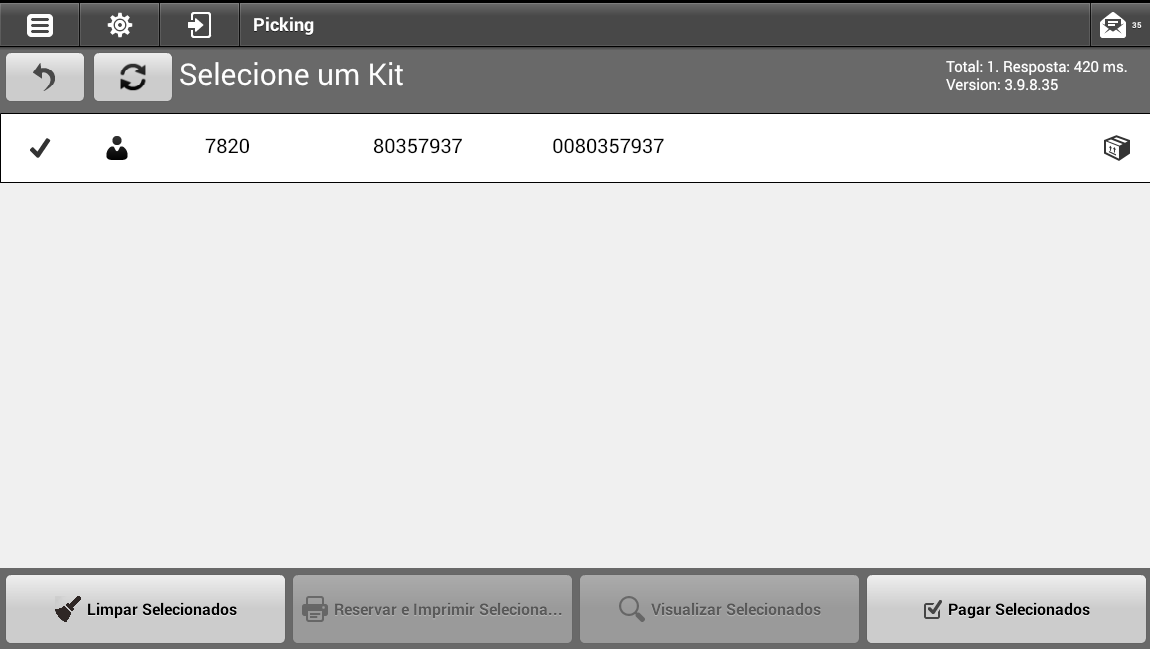 Picking
35
Selecione um Kit
Total: 1. Resposta: 420 ms.
Version: 3.9.8.35
7820 80357937 0080357937
Limpar Selecionados
Reservar e Imprimir Seleciona...
Visualizar Selecionados
Pagar Selecionados